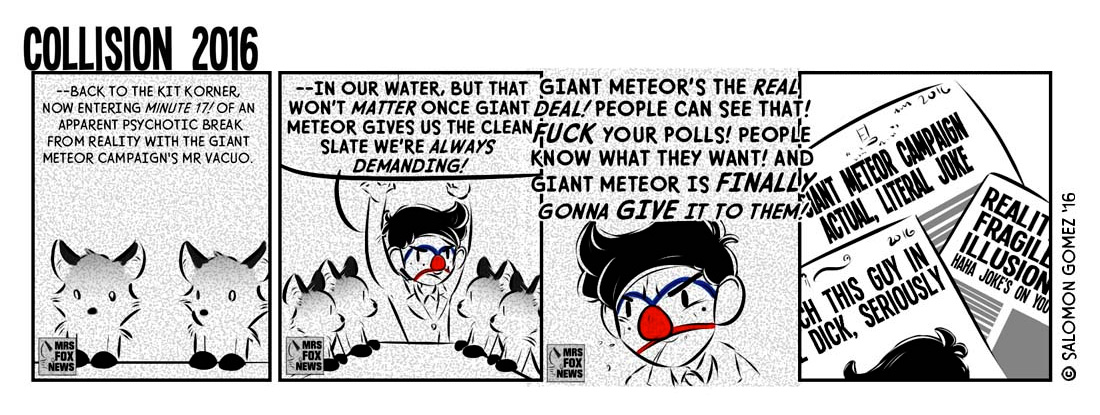 COLLISION 2016
--BACK TO THE KIT KORNER,
NOW ENTERING MINUTE 17! OF AN
APPARENT PSYCHOTIC BREAK
FROM REALITY WITH THE GIANT
METEOR CAMPAIGN'S MR VACUO.
MRS
FOX
NEWS
--IN OUR WATER, BUT THAT
WON'T MATTER ONCE GIANT
METEOR GIVES US THE CLEAN
SLATE WE'RE ALWAYS
DEMANDING!
MRS
FOX
NEWS
GIANT METEOR'S THE REAL
DEAL! PEOPLE CAN SEE THAT!
FUCK YOUR POLLS! PEOPLE
KNOW WHAT THEY WANT! AND
GIANT METEOR IS FINALLY
GONNA GIVE IT TO THEM!
MRS
FOX
NEWS
2016
GIANT METEOR CAMPAIGN
ACTUAL, LITERAL JOKE
REALIT
FRAGILE
ILLUSION
HAHA JOKE'S ON YOU
2016
CH THIS GUY IN
DICK, SERIOUSLY
© SALOMON GOMEZ '16